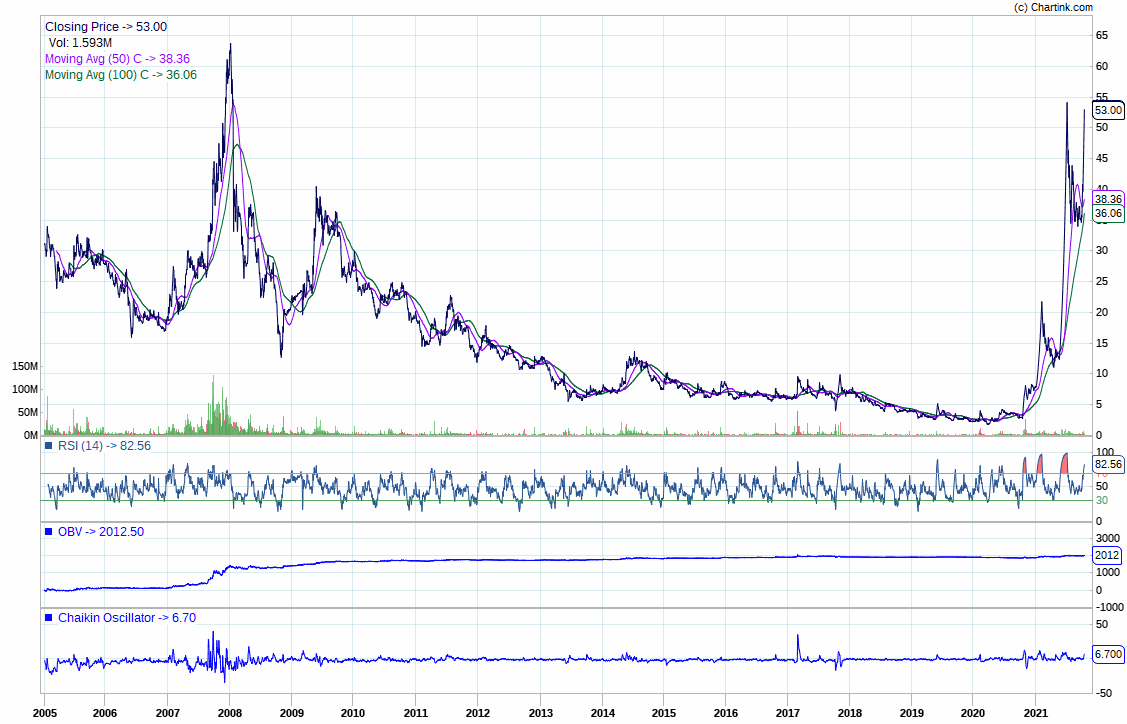 (c) Chartink.com
Closing Price -> 53.00
Vol: 1.593M
Moving Avg (50) C -> 38.36
Moving Avg (100) C -> 36.06
65
60
55
53.00
50
45
40
38.36
36.06
30
25
20
15
10
5
0
150M
100M
50M
0M
RSI (14) -> 82.56
100
82.56
50
30
0
OBV -> 2012.50
3000
2012
1000
0
-1000
Chaikin Oscillator -> 6.70
50
6.700
-50
2005 2006 2007 2008 2009 2010 2011 2012 2013 2014 2015 2016 2017 2018 2019 2020 2021